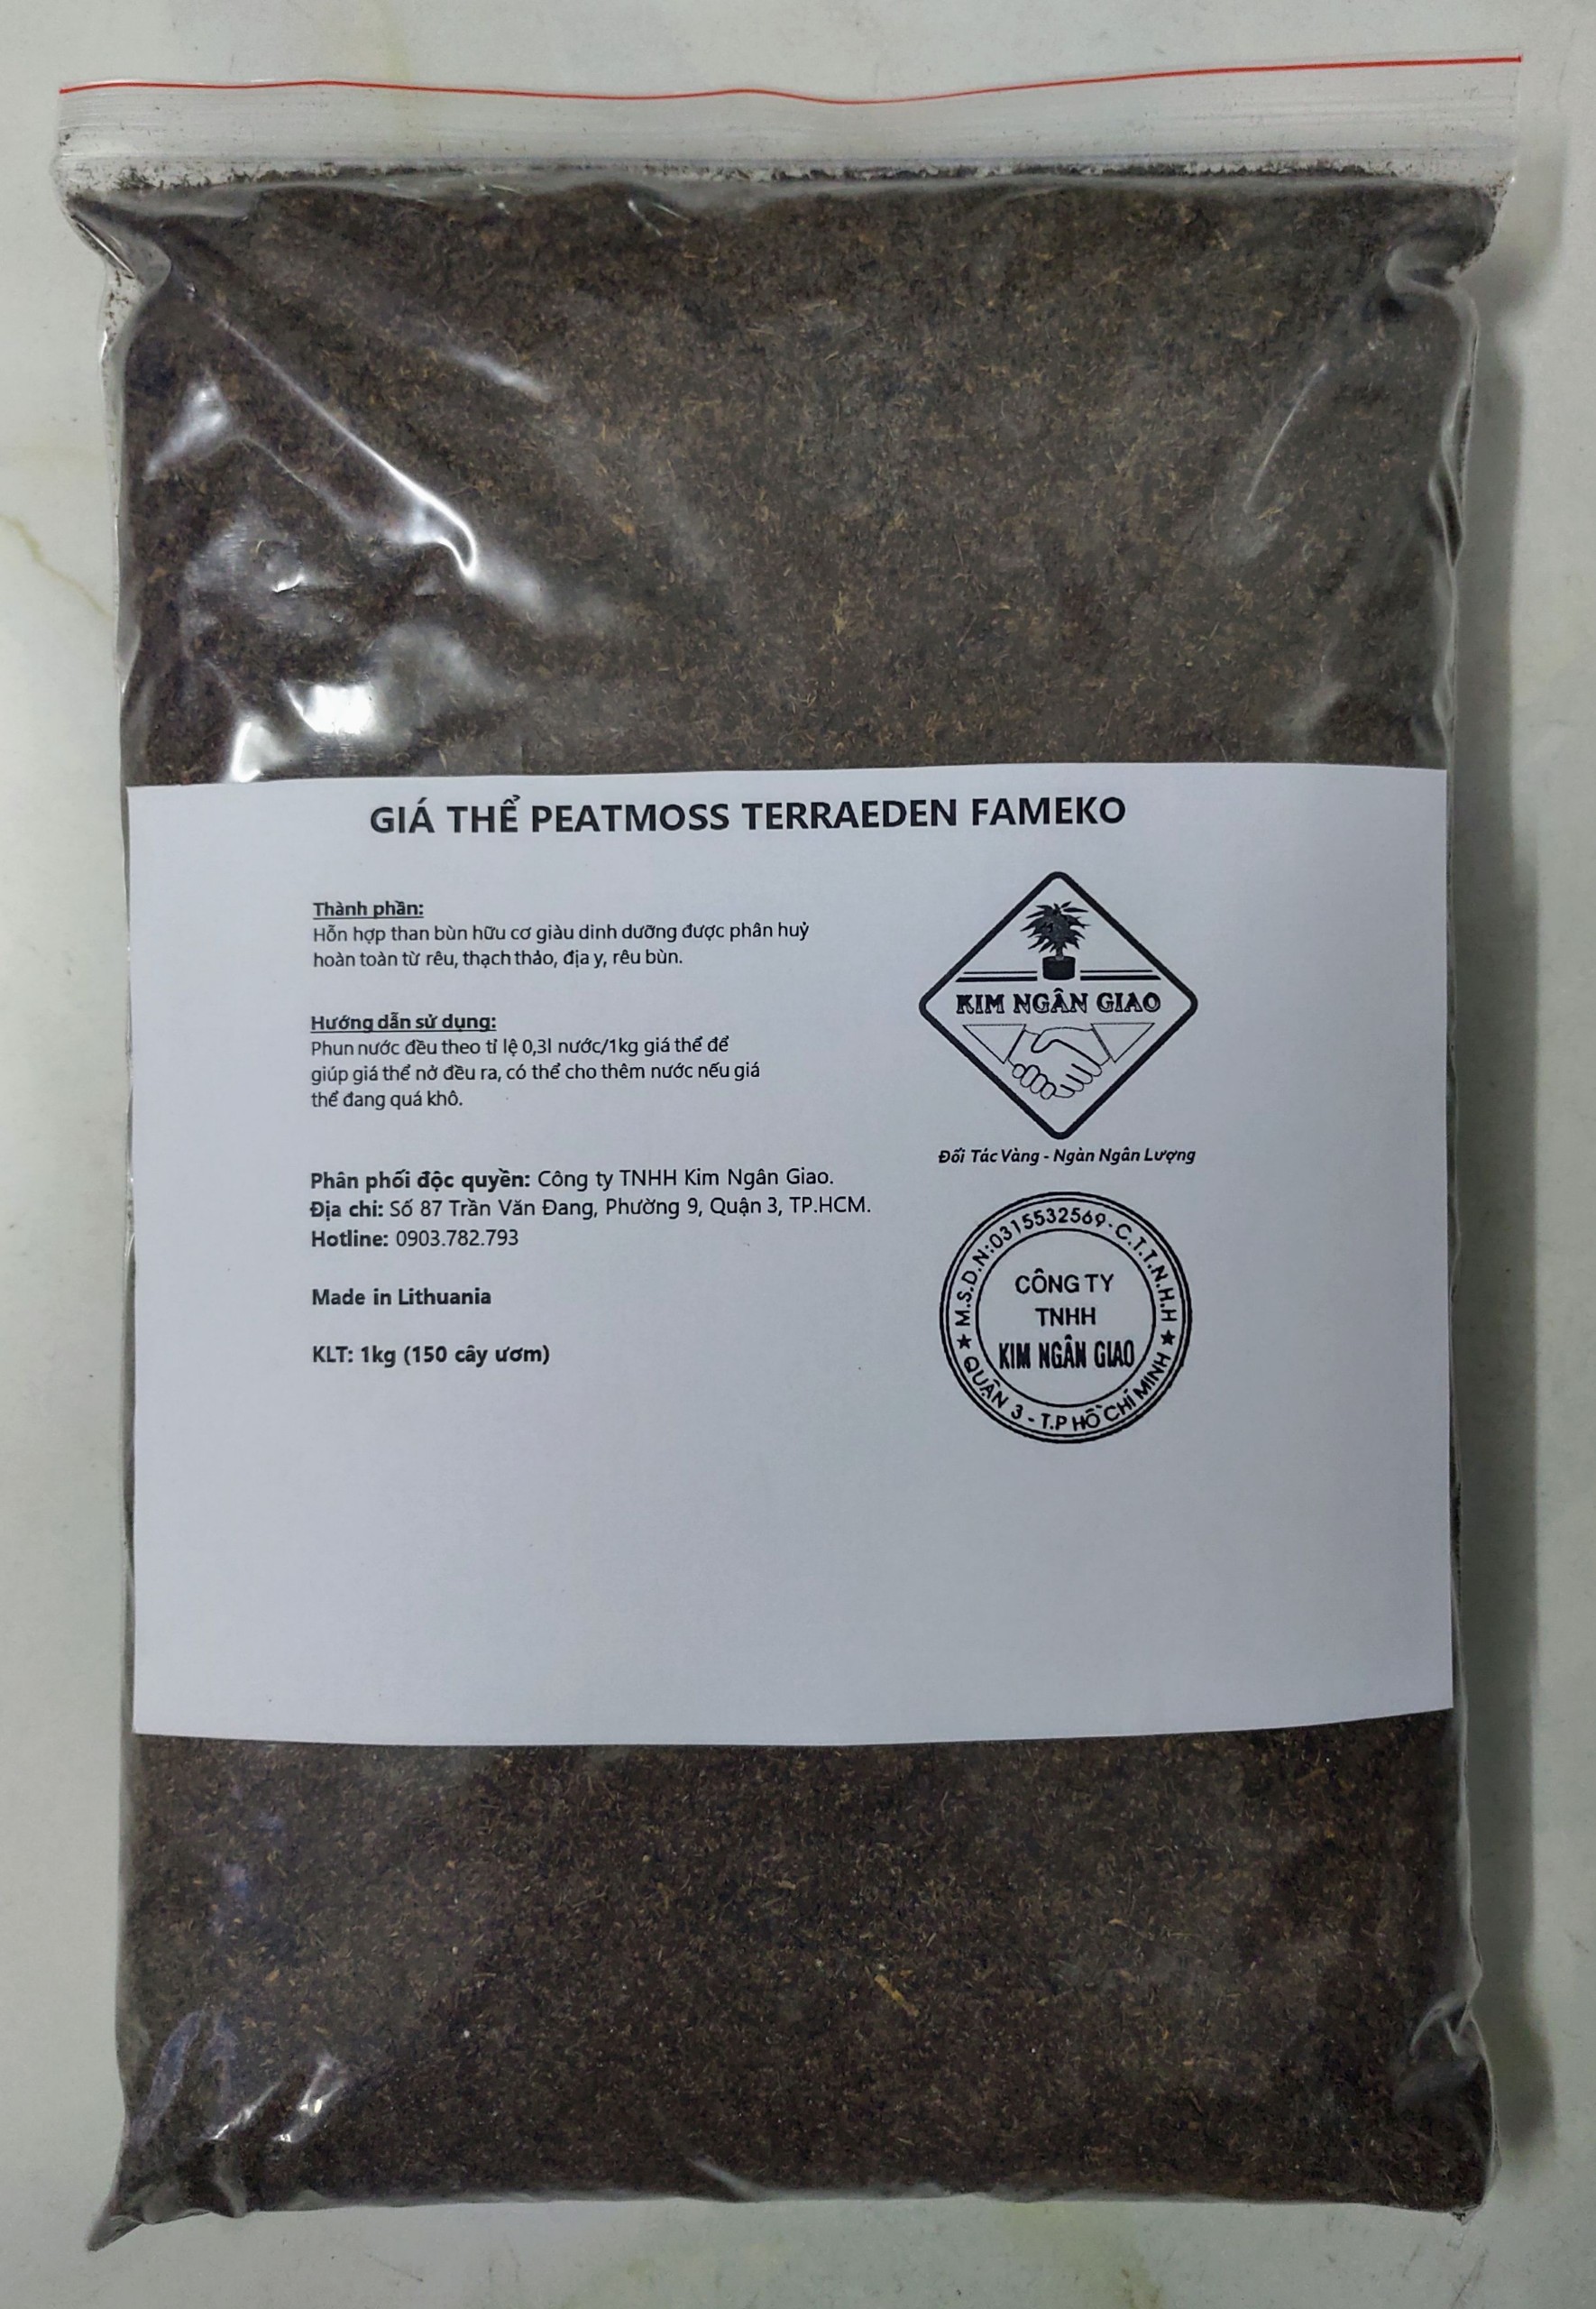 GIÁ THỂ PEATMOSS TERRAEDEN FAMEKO
Thành phần:
Hỗn hợp than bùn hữu cơ giàu dinh dưỡng được phân huỷ
hoàn toàn từ rêu, thạch thảo, địa y, rêu bùn.
Hướng dẫn sử dụng:
Phun nước đều theo tỉ lệ 0,3l nước/1kg giá thể để
giúp giá thể nở đều ra, có thể cho thêm nước nếu giá
thể đang quá khô.
Phân phối độc quyền: Công ty TNHH Kim Ngân Giao.
Địa chỉ: Số 87 Trần Văn Đang, Phường 9, Quận 3, TP.HCM.
Hotline: 0903.782.793
Made in Lithuania
KLT: 1kg (150 cây ươm)
KIM NGÂN GIAO
Đối Tác Vàng - Ngàn Ngân Lượng
M.S.D.N:0315532569-C.T.T.N.H.H
CÔNG TY
TNHH
KIM NGÂN GIAO
★ QUẬN 3 - T.P HỒ CHÍ MINH ★